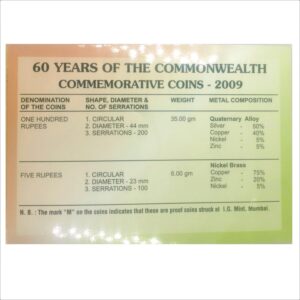 60 YEARS OF THE COMMONWEALTH
COMMEMORATIVE COINS - 2009
DENOMINATION OF THE COINS SHAPE, DIAMETER & NO. OF SERRATIONS WEIGHT METAL COMPOSITION
ONE HUNDRED RUPEES
1. CIRCULAR
2. DIAMETER - 44 mm
3. SERRATIONS - 200
35.00 gm
Quaternary Alloy
Silver - 50%
Copper - 40%
Nickel - 5%
Zinc - 5%
FIVE RUPEES
1. CIRCULAR
2. DIAMETER - 23 mm
3. SERRATIONS - 100
6.00 gm
Nickel Brass
Copper - 75%
Zinc - 20%
Nickel - 5%
N. B. : The mark "M" on the coins indicates that these are proof coins struck at I.G. Mint, Mumbai.